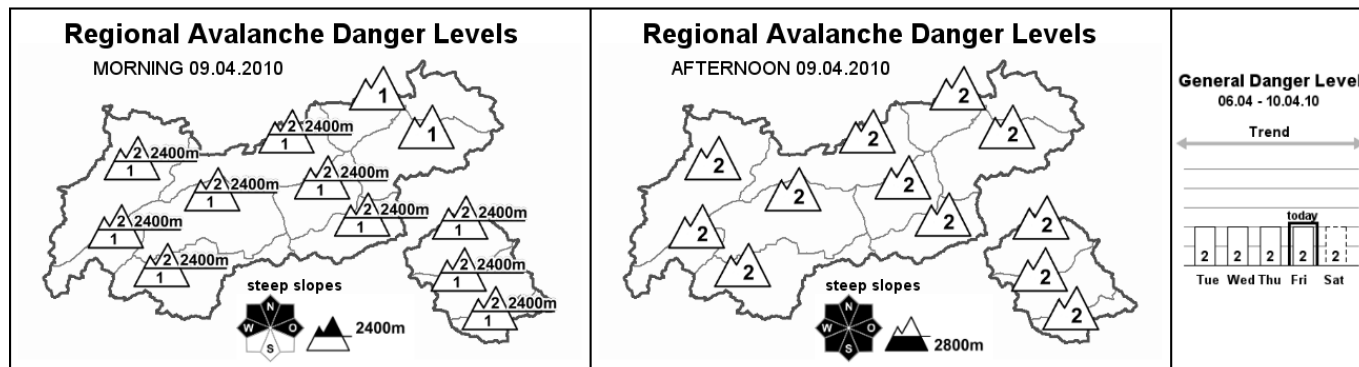 Regional Avalanche Danger Levels
MORNING 09.04.2010
1
1
2 2400m
1
2 2400m
1
2 2400m
1
2 2400m
1
2 2400m
1
2 2400m
1
2 2400m
1
2 2400m
1
2 2400m
1
2 2400m
1
steep slopes
N
W O
S
2400m
Regional Avalanche Danger Levels
AFTERNOON 09.04.2010
2
2
2
2
2
2
2
2
2
2
2
2
steep slopes
N
W O
S
2800m
General Danger Level
06.04 - 10.04.10
Trend
today
2 2 2 2 2
Tue Wed Thu Fri Sat